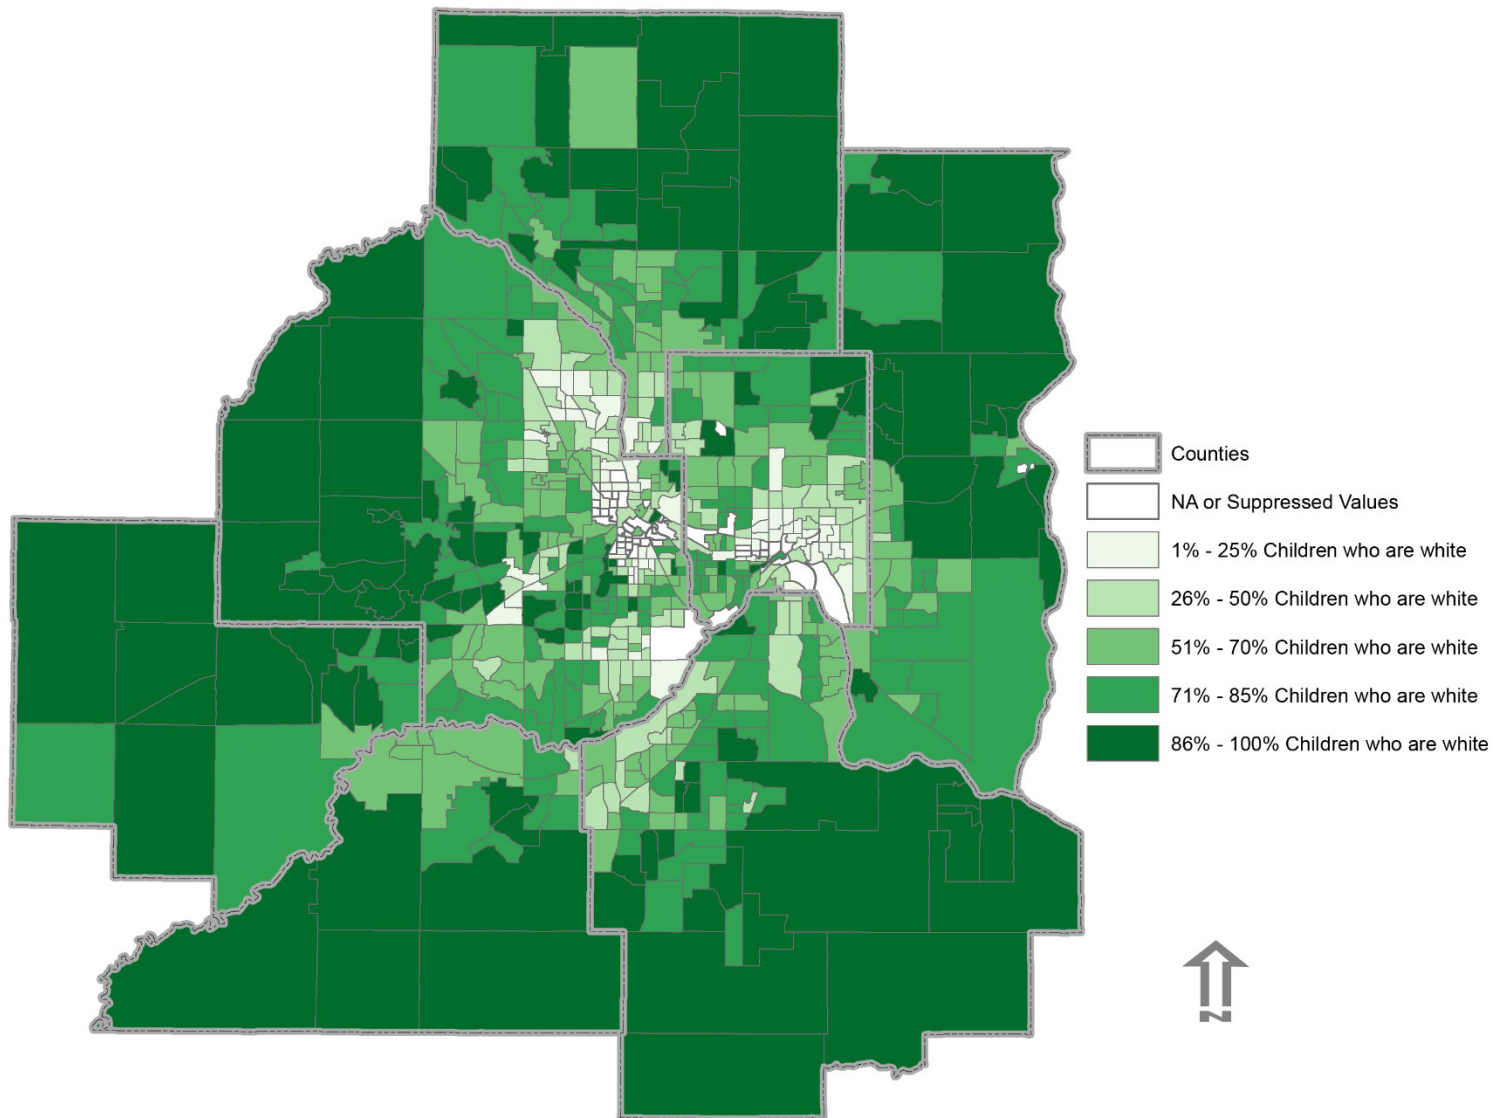 Counties
NA or Suppressed Values
1% - 25% Children who are white
26% - 50% Children who are white
51% - 70% Children who are white
71% - 85% Children who are white
86% - 100% Children who are white
N